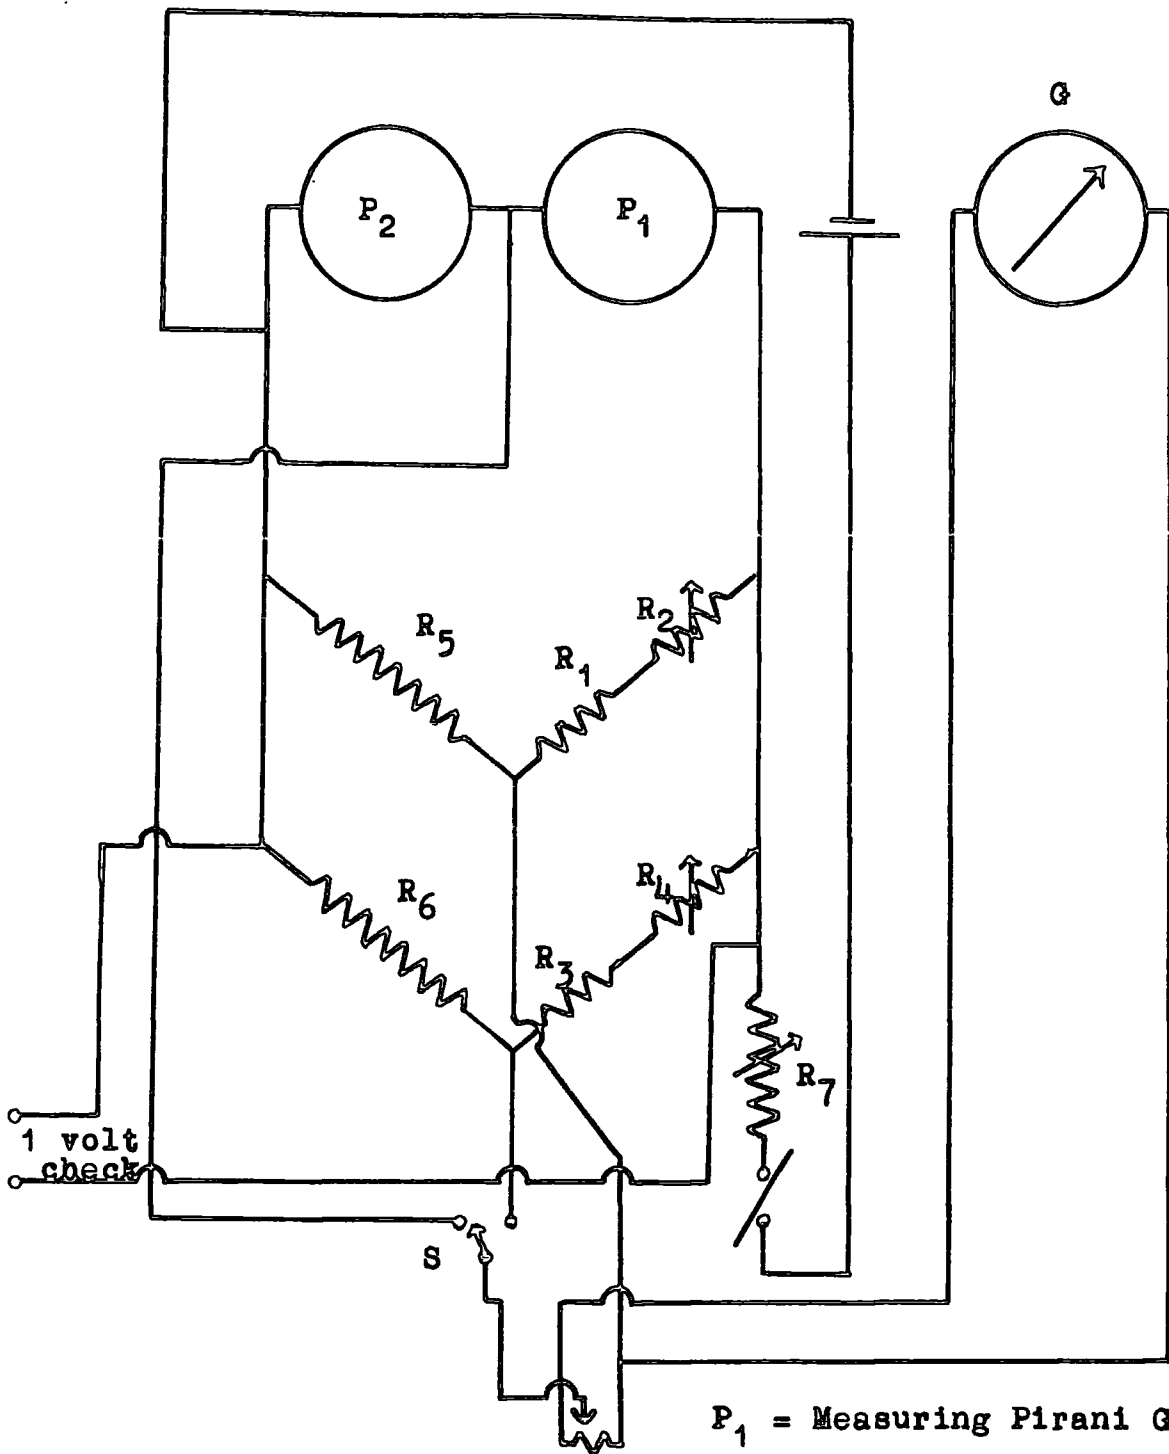 G
P2
P1
R2
R5
R1
R4
R6
R3
R7
1 volt
check
S
P1 = Measuring Pirani G